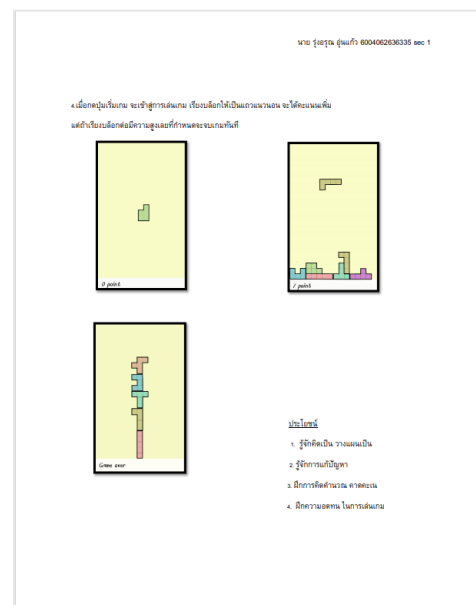 นาย รุ่งอรุณ อุ่นแก้ว 6004062636335 sec 1
4.เมื่อกดปุ่มเริ่มเกม จะเข้าสู่การเล่นเกม เรียงบล็อกให้เป็นแถวแนวนอน จะได้คะแนนเพิ่ม
แต่ถ้าเรียงบล็อกต่อมีความสูงเลยที่กำหนดจะจบเกมทันที
0 point
1 point
Game over
ประโยชน์
1. รู้จักคิดเป็น วางแผนเป็น
2. รู้จักการแก้ปัญหา
3. ฝึกการคิดคำนวณ คาดคะเน
4. ฝึกความอดทน ในการเล่นเกม